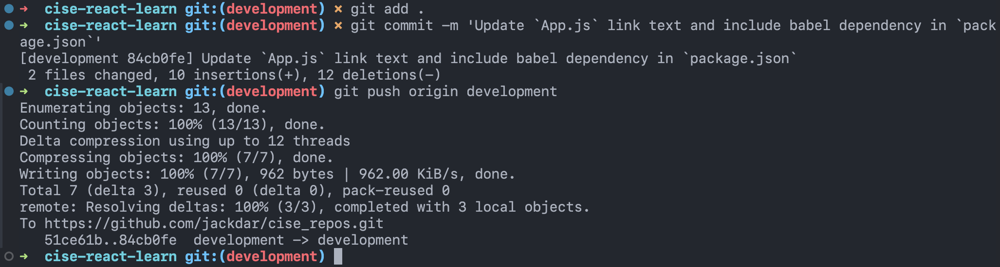 ➜ cise-react-learn git:(development) ✗ git add .
➜ cise-react-learn git:(development) ✗ git commit -m 'Update `App.js` link text and include babel dependency in `pack
age.json`'
[development 84cb0fe] Update `App.js` link text and include babel dependency in `package.json`
 2 files changed, 10 insertions(+), 12 deletions(-)
➜ cise-react-learn git:(development) git push origin development
Enumerating objects: 13, done.
Counting objects: 100% (13/13), done.
Delta compression using up to 12 threads
Compressing objects: 100% (7/7), done.
Writing objects: 100% (7/7), 962 bytes | 962.00 KiB/s, done.
Total 7 (delta 3), reused 0 (delta 0), pack-reused 0
remote: Resolving deltas: 100% (3/3), completed with 3 local objects.
To https://github.com/jackdar/cise_repos.git
   51ce61b..84cb0fe  development -> development
➜ cise-react-learn git:(development)